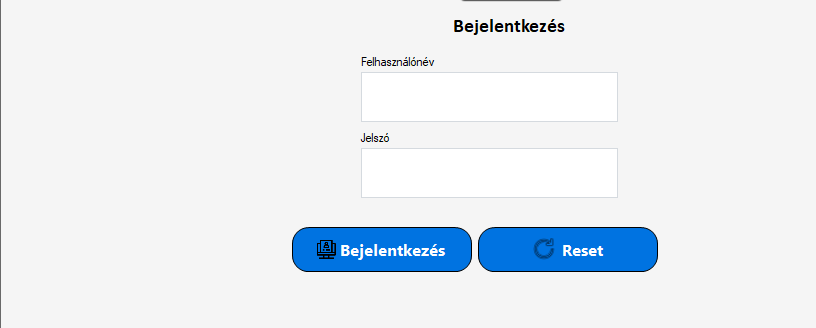 Bejelentkezés
Felhasználónév
Jelszó
Bejelentkezés Reset